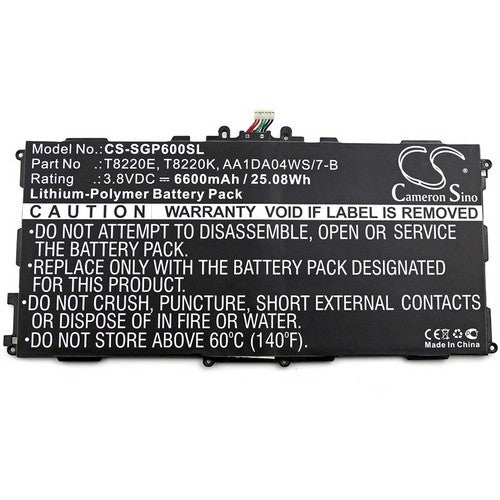 Model No.:CS-SGP600SL
Part No : T8220E, T8220K, AA1DA04WS/7-B
Rating : 3.8VDC ⎓ 6600mAh / 25.08Wh
Lithium-Polymer Battery Pack
CS
Cameron Sino
WARRANTY VOID IF LABEL IS REMOVED
•DO NOT ATTEMPT TO DISASSEMBLE, OPEN OR SERVICE
THE BATTERY PACK.
•REPLACE ONLY WITH THE BATTERY DESIGNATED
FOR THIS PRODUCT.
•DO NOT CRUSH, PUNCTURE, SHORT EXTERNAL CONTACTS
OR DISPOSE OF IN FIRE OR WATER.
•DO NOT STORE ABOVE 60°C (140°F).
CE
Made In China